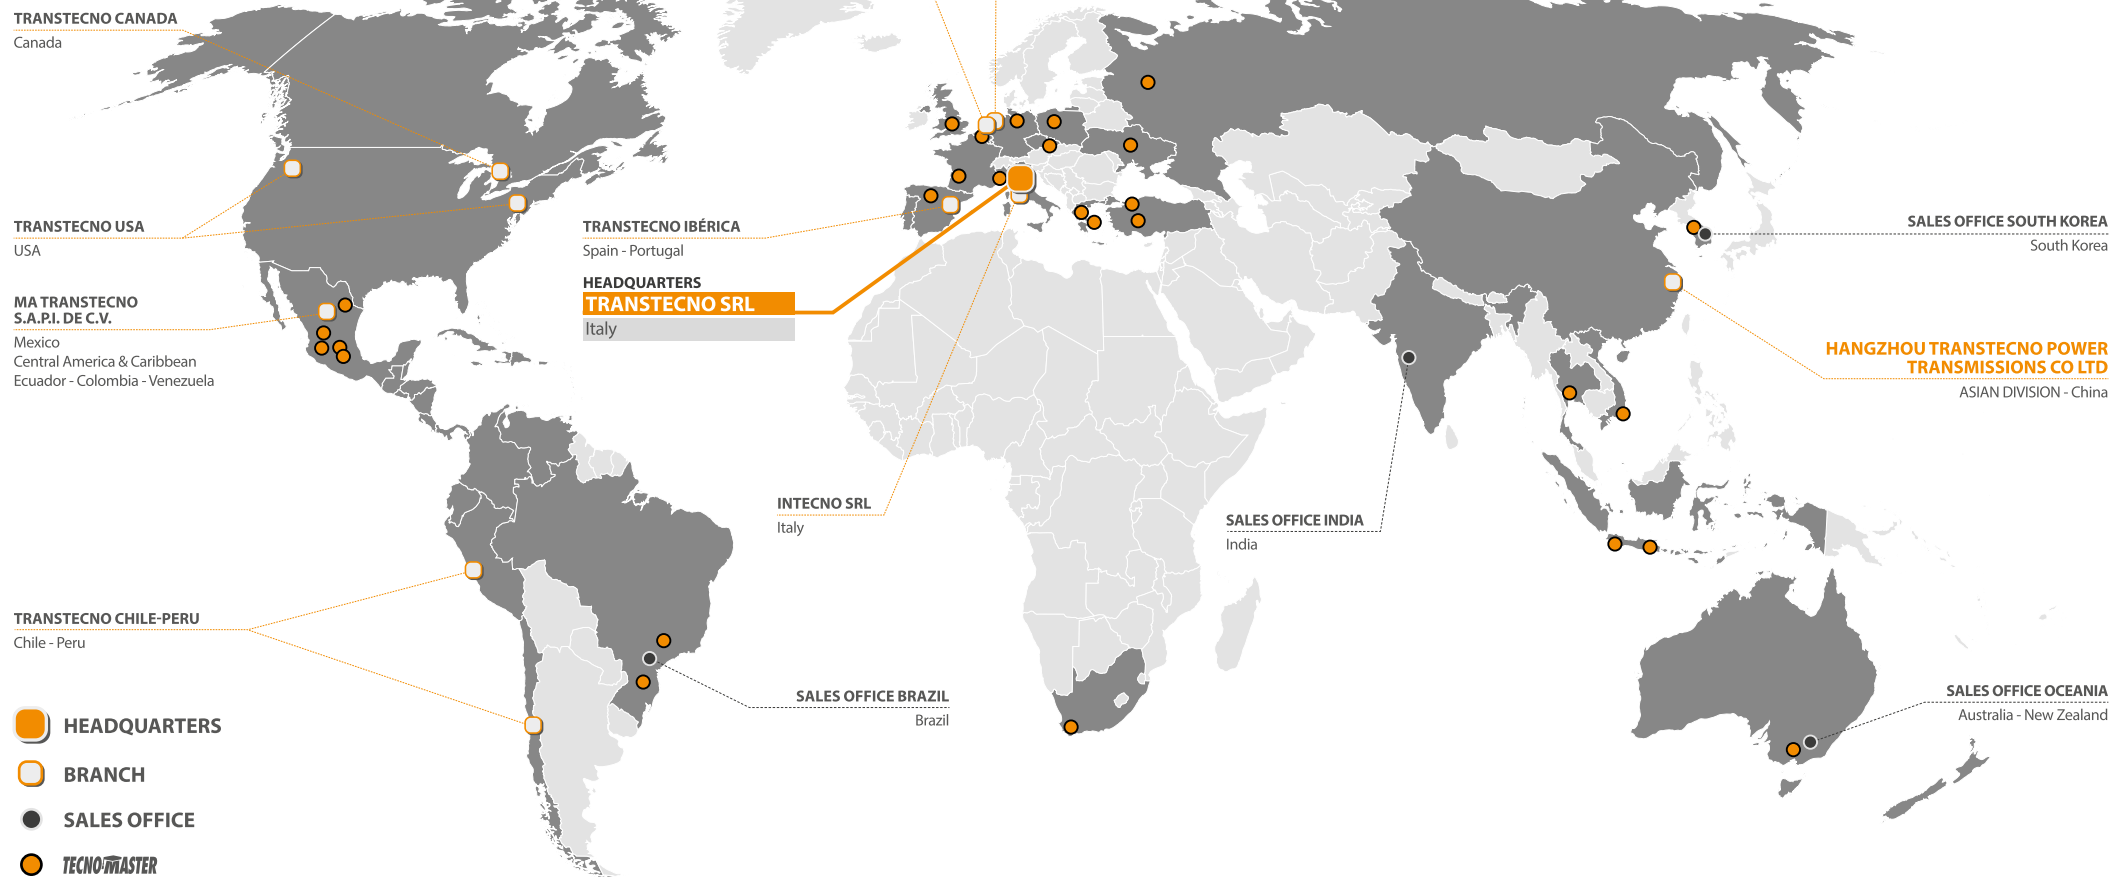 TRANSTECNO CANADA
Canada
TRANSTECNO USA
USA
MA TRANSTECNO
S.A.P.I. DE C.V.
Mexico
Central America & Caribbean
Ecuador - Colombia - Venezuela
TRANSTECNO CHILE-PERU
Chile - Peru
TRANSTECNO IBÉRICA
Spain - Portugal
HEADQUARTERS
TRANSTECNO SRL
Italy
INTECNO SRL
Italy
SALES OFFICE BRAZIL
Brazil
SALES OFFICE INDIA
India
SALES OFFICE SOUTH KOREA
South Korea
HANGZHOU TRANSTECNO POWER
TRANSMISSIONS CO LTD
ASIAN DIVISION - China
SALES OFFICE OCEANIA
Australia - New Zealand
HEADQUARTERS
BRANCH
SALES OFFICE
TECNOMASTER